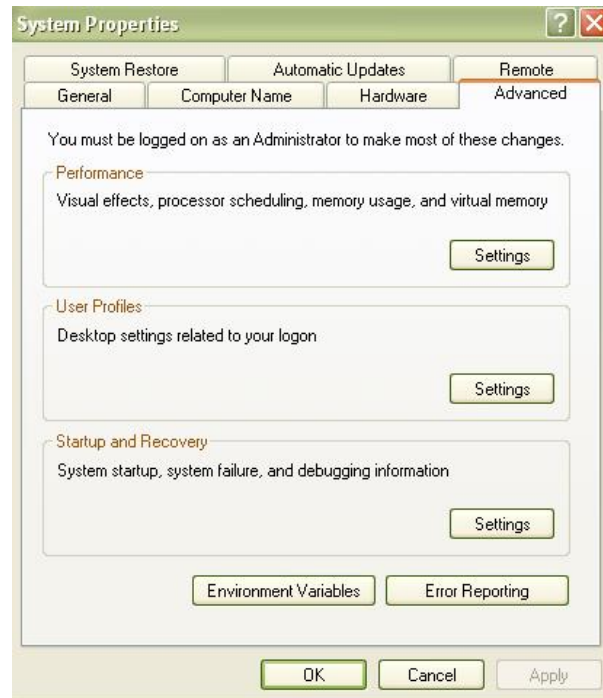 System Properties
System Restore Automatic Updates Remote
General Computer Name Hardware Advanced
You must be logged on as an Administrator to make most of these changes.
Performance
Visual effects, processor scheduling, memory usage, and virtual memory
Settings
User Profiles
Desktop settings related to your logon
Settings
Startup and Recovery
System startup, system failure, and debugging information
Settings
Environment Variables Error Reporting
OK Cancel Apply